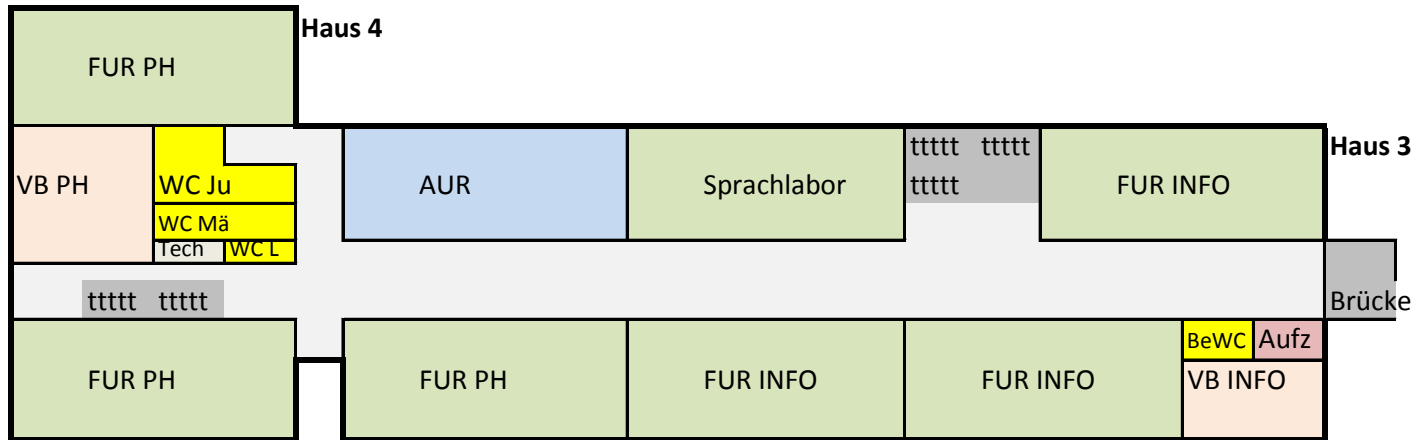 Haus 4
FUR PH
VB PH
WC Ju
WC Mä
Tech
WC L
AUR
Sprachlabor
ttttt ttttt
ttttt
FUR INFO
Haus 3
ttttt ttttt
Brücke
FUR PH
FUR PH
FUR INFO
FUR INFO
BeWC
Aufz
VB INFO